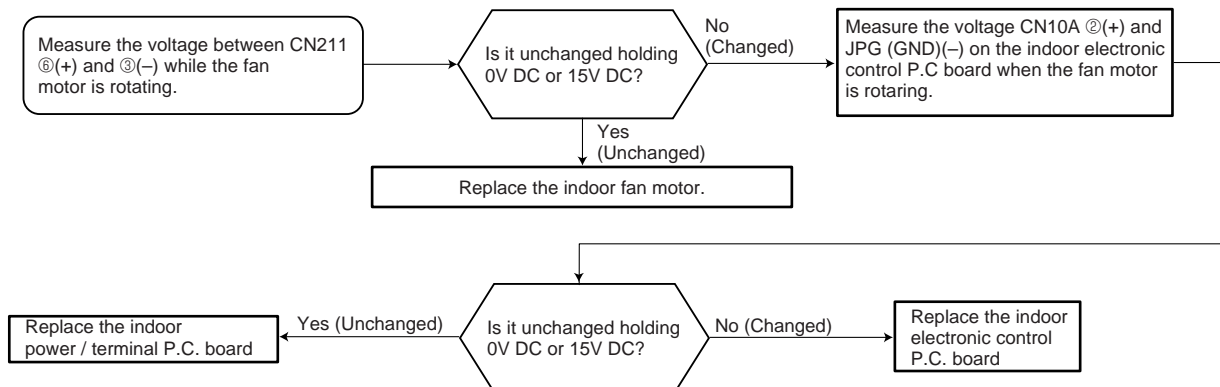 Measure the voltage between CN211
⑥(+) and ③(–) while the fan
motor is rotating.
Is it unchanged holding
0V DC or 15V DC?
No
(Changed)
Measure the voltage CN10A ②(+) and
JPG (GND)(–) on the indoor electronic
control P.C board when the fan motor
is rotaring.
Yes
(Unchanged)
Replace the indoor fan motor.
Is it unchanged holding
0V DC or 15V DC?
Yes (Unchanged)
Replace the indoor
power / terminal P.C. board
No (Changed)
Replace the indoor
electronic control
P.C. board